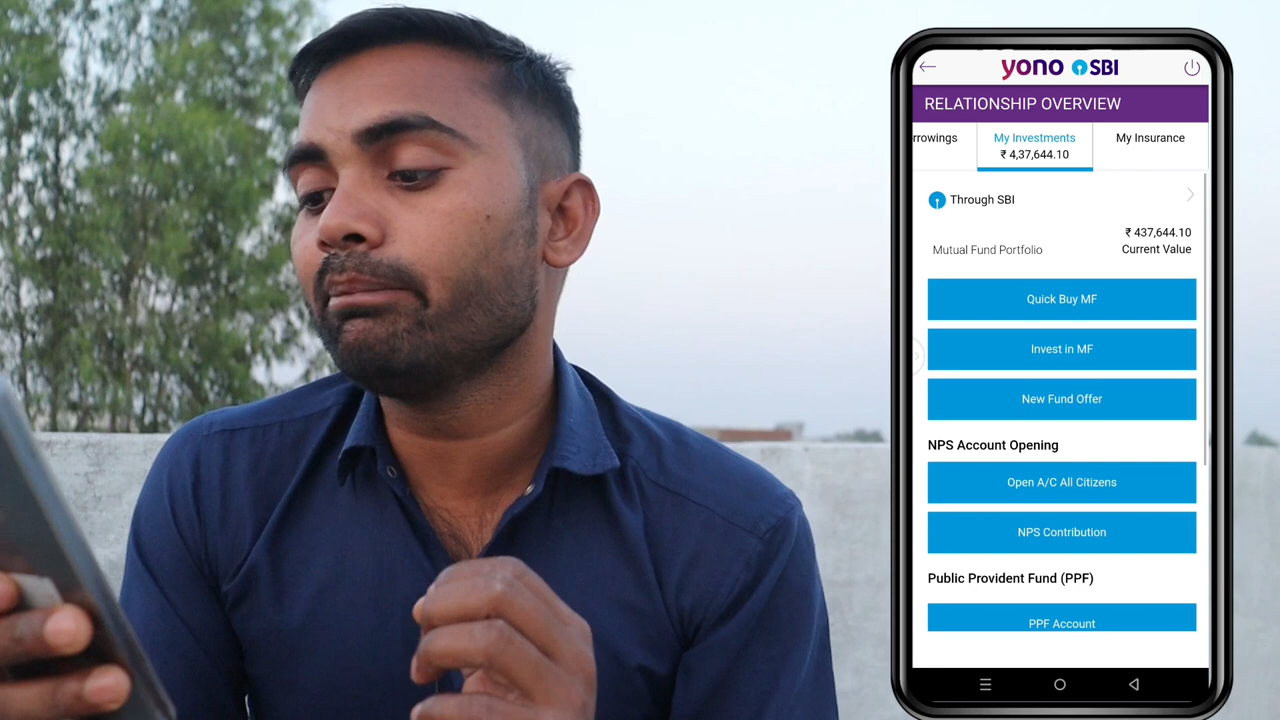 yono SBI
RELATIONSHIP OVERVIEW
rrowings
My Investments
₹ 4,37,644.10
My Insurance
Through SBI
Mutual Fund Portfolio
₹ 437,644.10
Current Value
Quick Buy MF
Invest in MF
New Fund Offer
NPS Account Opening
Open A/C All Citizens
NPS Contribution
Public Provident Fund (PPF)
PPF Account